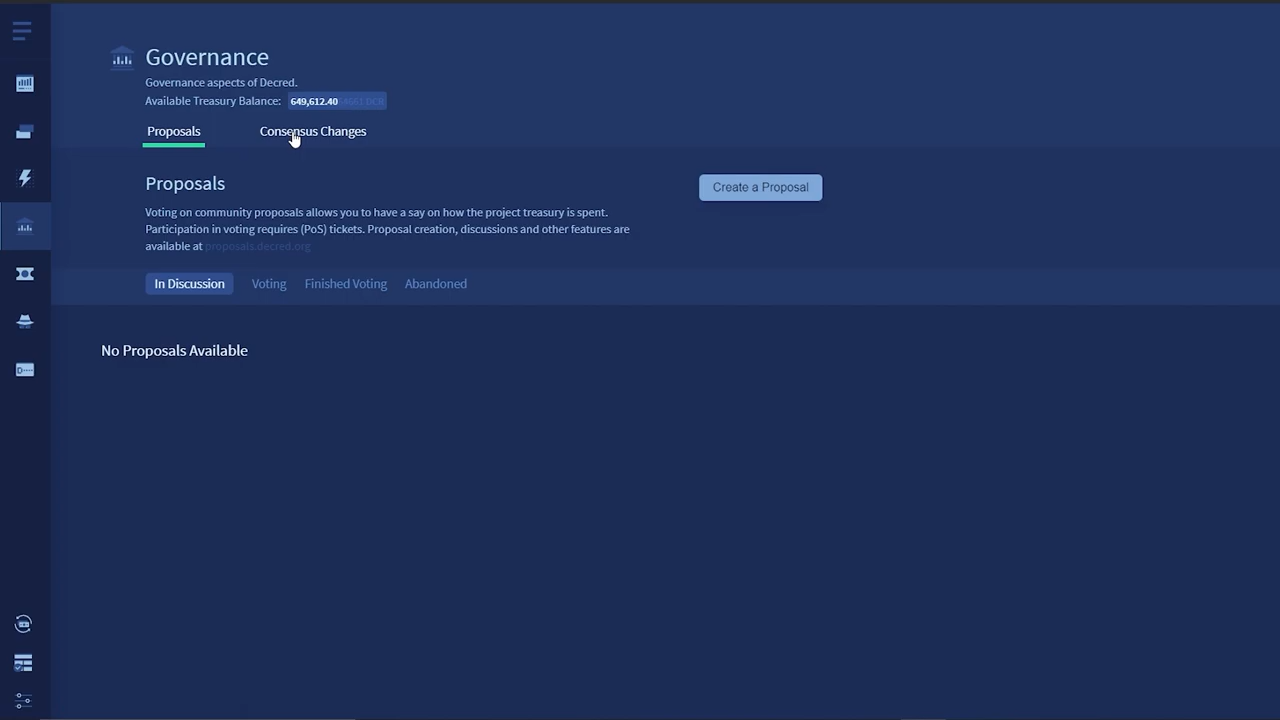 Governance
Governance aspects of Decred.
Available Treasury Balance: 649,612.40
Proposals Consensus Changes
Proposals
Create a Proposal
Voting on community proposals allows you to have a say on how the project treasury is spent.
Participation in voting requires (PoS) tickets. Proposal creation, discussions and other features are
available at proposals.decred.org
In Discussion Voting Finished Voting Abandoned
No Proposals Available